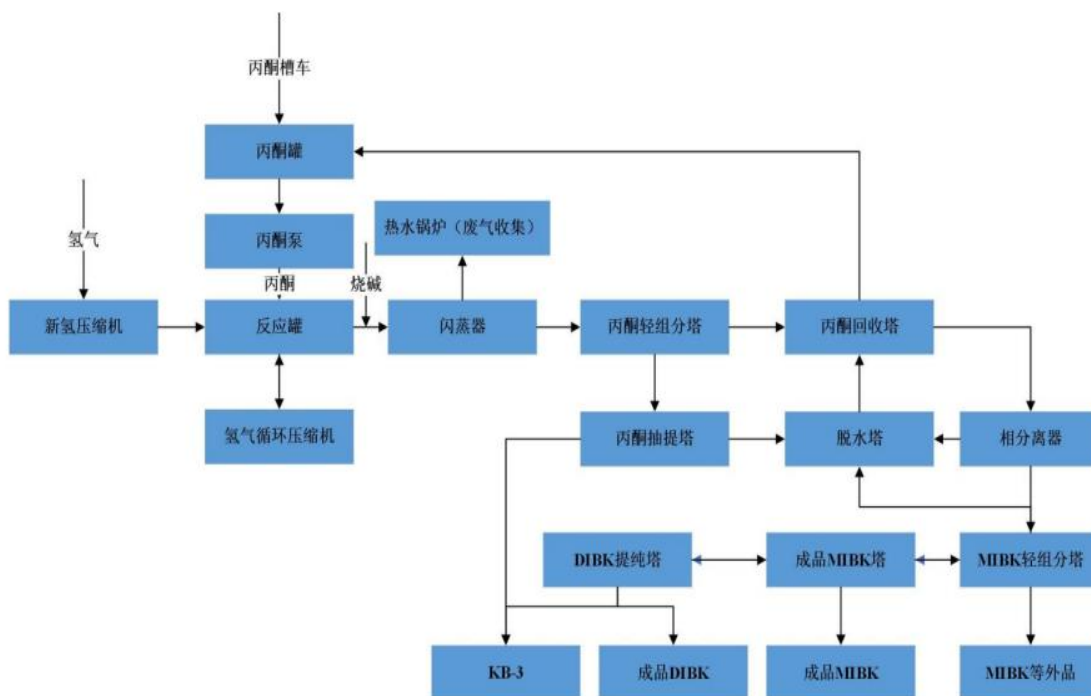 丙酮槽车
丙酮罐
氢气
丙酮泵
热水锅炉（废气收集）
丙酮
烧碱
新氢压缩机
反应罐
闪蒸器
丙酮轻组分塔
丙酮回收塔
氢气循环压缩机
丙酮抽提塔
脱水塔
相分离器
DIBK提纯塔
成品MIBK塔
MIBK轻组分塔
KB-3
成品DIBK
成品MIBK
MIBK等外品